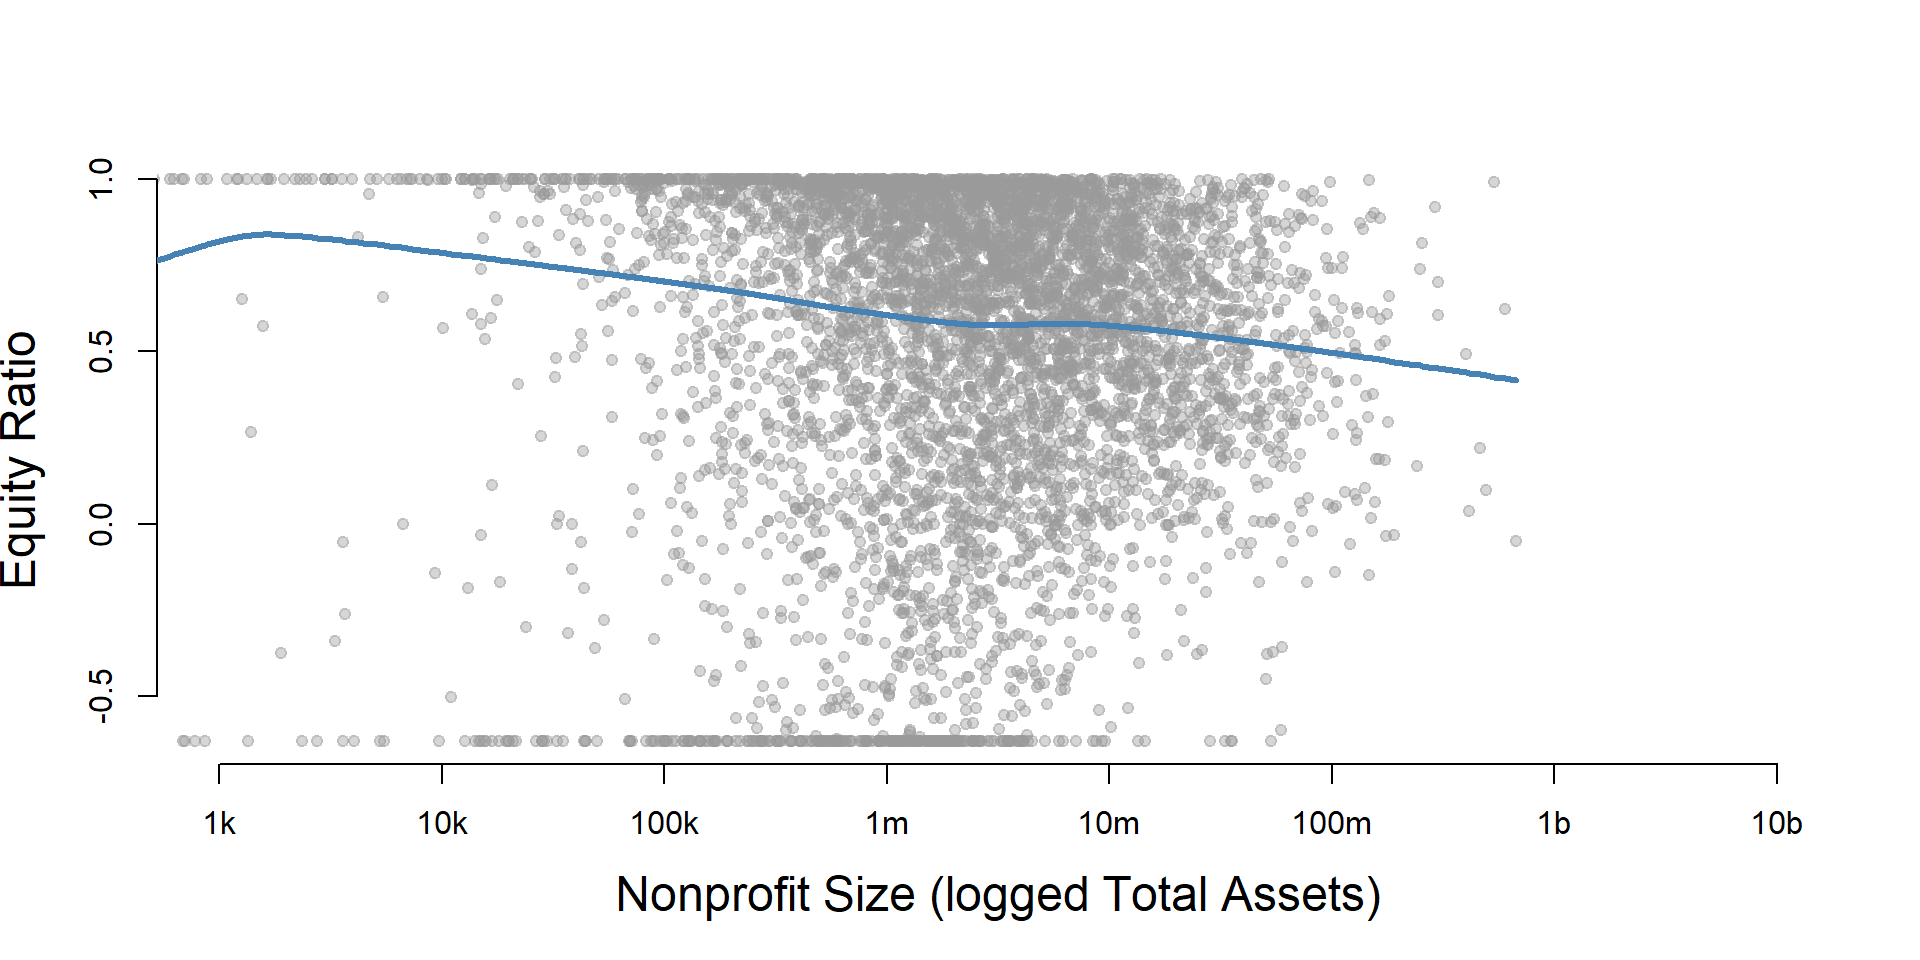 Equity Ratio
1.0
0.5
0.0
-0.5
1k 10k 100k 1m 10m 100m 1b 10b
Nonprofit Size (logged Total Assets)